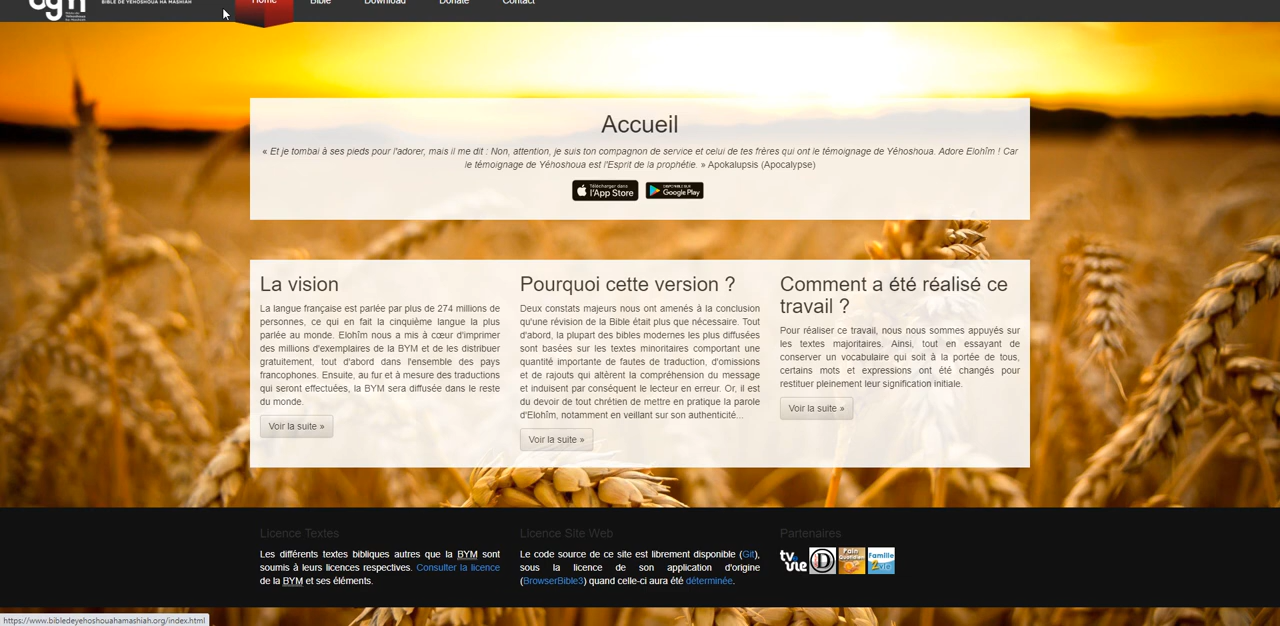 BIBLE DE YÉHOSHOUA HA MASHIAH
Home
Bible
Download
Donate
Contact
Accueil
« Et je tombai à ses pieds pour l'adorer, mais il me dit : Non, attention, je suis ton compagnon de service et celui de tes frères qui ont le témoignage de Yéhoshoua. Adore Elohîm ! Car
le témoignage de Yéhoshoua est l'Esprit de la prophétie. » Apokalupsis (Apocalypse)
Télécharger dans
l'App Store
DISPONIBLE SUR
Google Play
La vision
La langue française est parlée par plus de 274 millions de
personnes, ce qui en fait la cinquième langue la plus
parlée au monde. Elohîm nous a mis à cœur d'imprimer
des millions d'exemplaires de la BYM et de les distribuer
gratuitement, tout d'abord dans l'ensemble des pays
francophones. Ensuite, au fur et à mesure des traductions
qui seront effectuées, la BYM sera diffusée dans le reste
du monde.
Voir la suite »
Pourquoi cette version ?
Deux constats majeurs nous ont amenés à la conclusion
qu'une révision de la Bible était plus que nécessaire. Tout
d'abord, la plupart des bibles modernes les plus diffusées
sont basées sur les textes minoritaires comportant une
quantité importante de fautes de traduction, d'omissions
et de rajouts qui altèrent la compréhension du message
et induisent par conséquent le lecteur en erreur. Or, il est
du devoir de tout chrétien de mettre en pratique la parole
d'Elohîm, notamment en veillant sur son authenticité...
Voir la suite »
Comment a été réalisé ce
travail ?
Pour réaliser ce travail, nous nous sommes appuyés sur
les textes majoritaires. Ainsi, tout en essayant de
conserver un vocabulaire qui soit à la portée de tous,
certains mots et expressions ont été changés pour
restituer pleinement leur signification initiale.
Voir la suite »
Licence Textes
Les différents textes bibliques autres que la BYM sont
soumis à leurs licences respectives. Consulter la licence
de la BYM et ses éléments.
Licence Site Web
Le code source de ce site est librement disponible (Git),
sous la licence de son application d'origine
(BrowserBible3) quand celle-ci aura été déterminée.
Partenaires
tv
vie
Pain
Quotidien
Famille
2
vie
https://www.bibledeyehoshouahamashiah.org/index.html